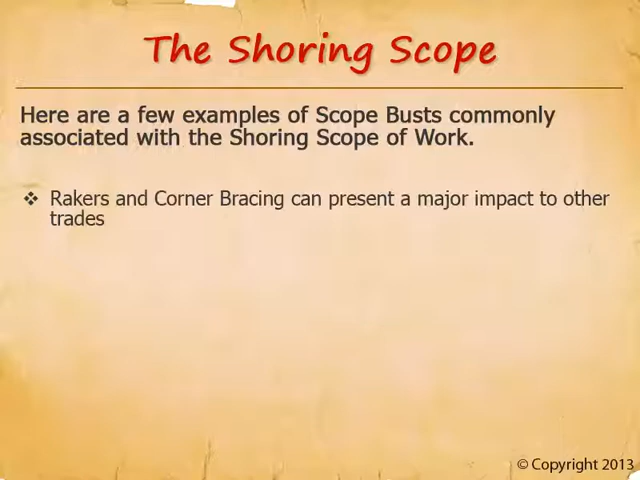 The Shoring Scope
Here are a few examples of Scope Busts commonly
associated with the Shoring Scope of Work.
❖ Rakers and Corner Bracing can present a major impact to other
trades
© Copyright 2013